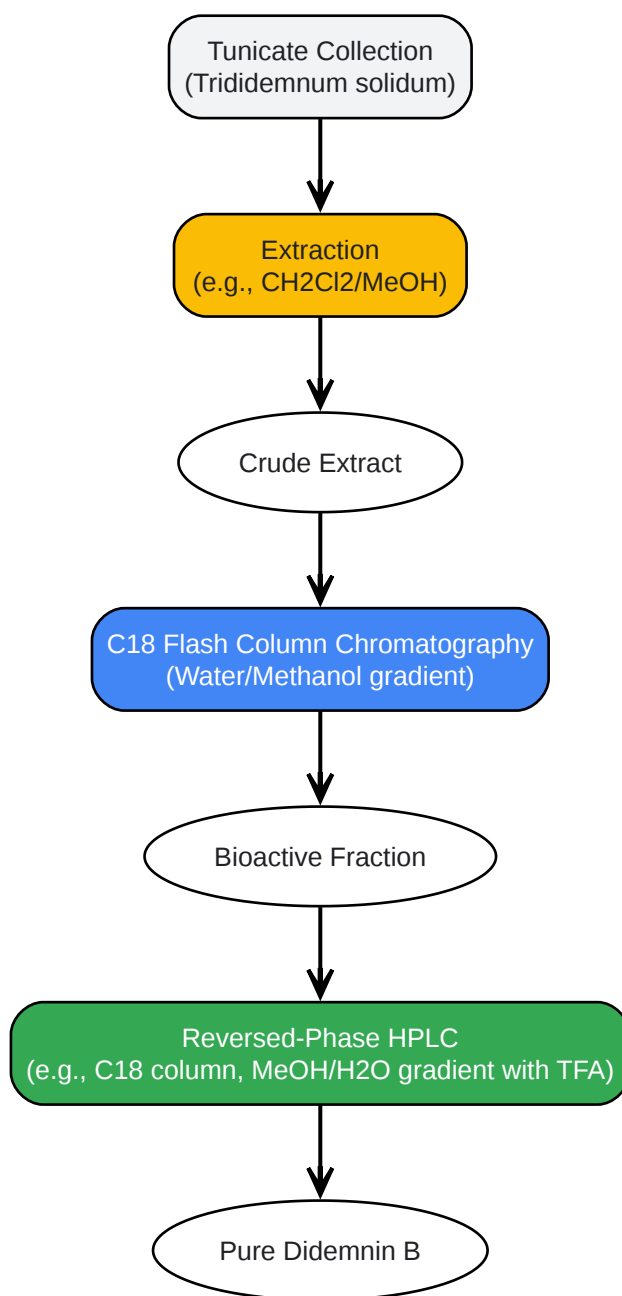 Tunicate Collection
(Trididemnum solidum)
Extraction
(e.g., CH2Cl2/MeOH)
Crude Extract
C18 Flash Column Chromatography
(Water/Methanol gradient)
Bioactive Fraction
Reversed-Phase HPLC
(e.g., C18 column, MeOH/H2O gradient with TFA)
Pure Didemnin B